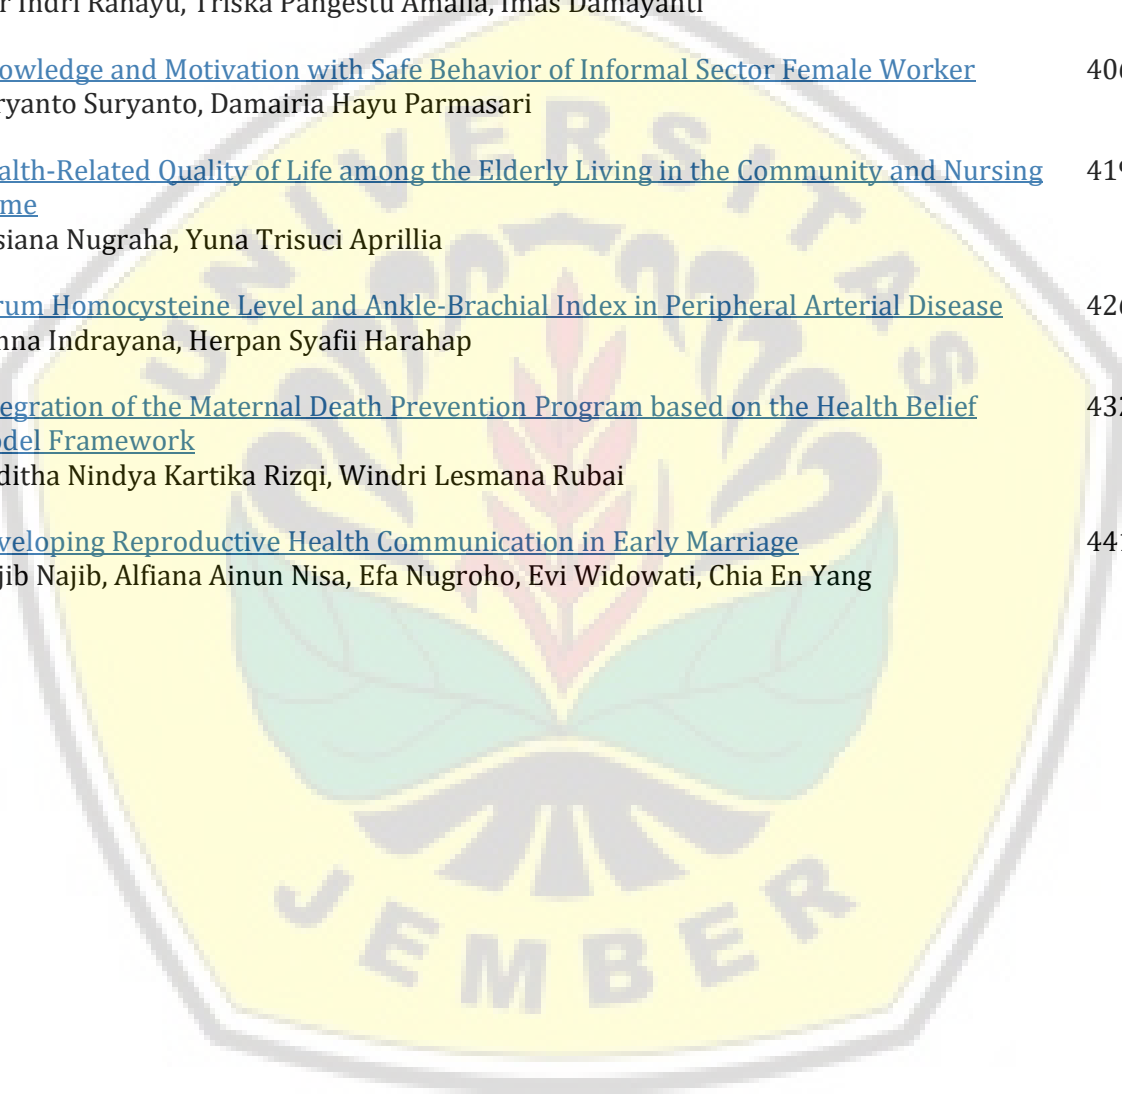 Indri Rahayu, Triska Pangestu Amalia, Imas Damayanti
owledge and Motivation with Safe Behavior of Informal Sector Female Worker 40
ryanto Suryanto, Damairia Hayu Parmasari
alth-Related Quality of Life among the Elderly Living in the Community and Nursing 419
me
siana Nugraha, Yuna Trisuci Aprillia
rum Homocysteine Level and Ankle-Brachial Index in Peripheral Arterial Disease 42
nna Indrayana, Herpan Syafii Harahap
egration of the Maternal Death Prevention Program based on the Health Belief 432
odel Framework
ditha Nindya Kartika Rizqi, Windri Lesmana Rubai
veloping Reproductive Health Communication in Early Marriage 441
jib Najib, Alfiana Ainun Nisa, Efa Nugroho, Evi Widowati, Chia En Yang
UNIVERSITAS
JEMBER